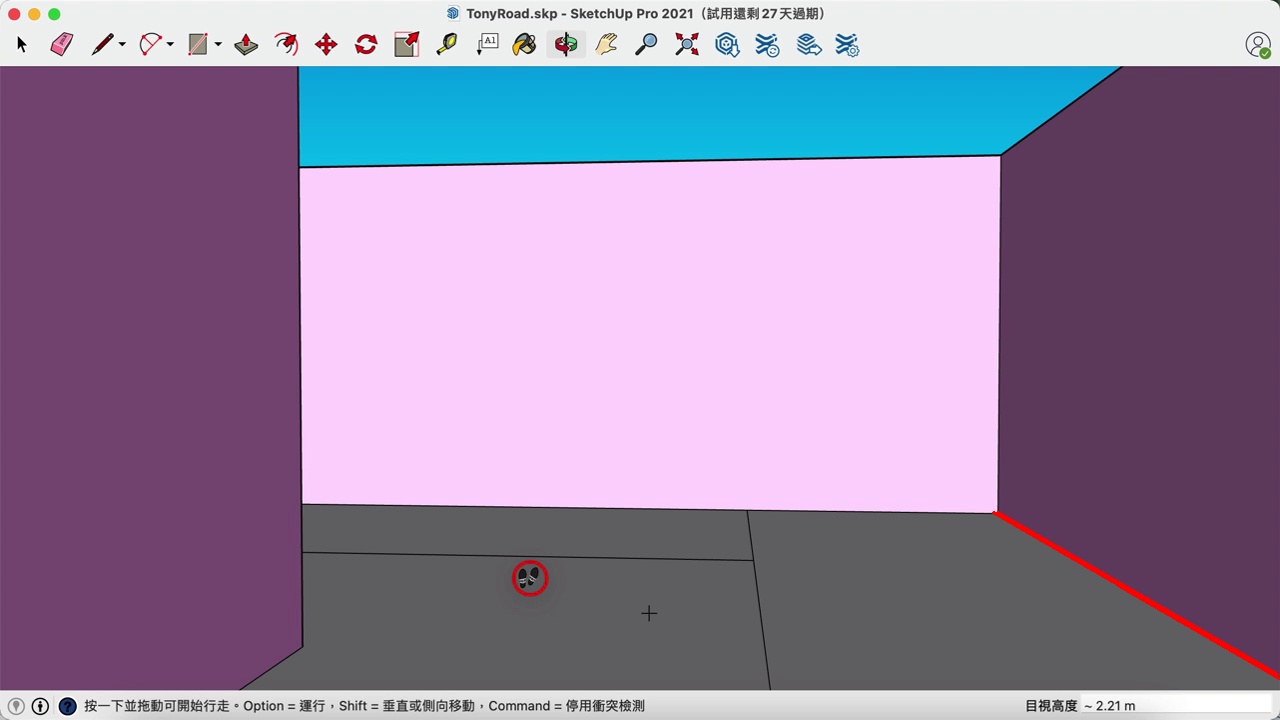 TonyRoad.skp - SketchUp Pro 2021（試用還剩 27 天過期）
A1
按一下並拖動可開始行走。Option = 運行，Shift = 垂直或側向移動，Command = 停用衝突檢測
目視高度 ~ 2.21 m